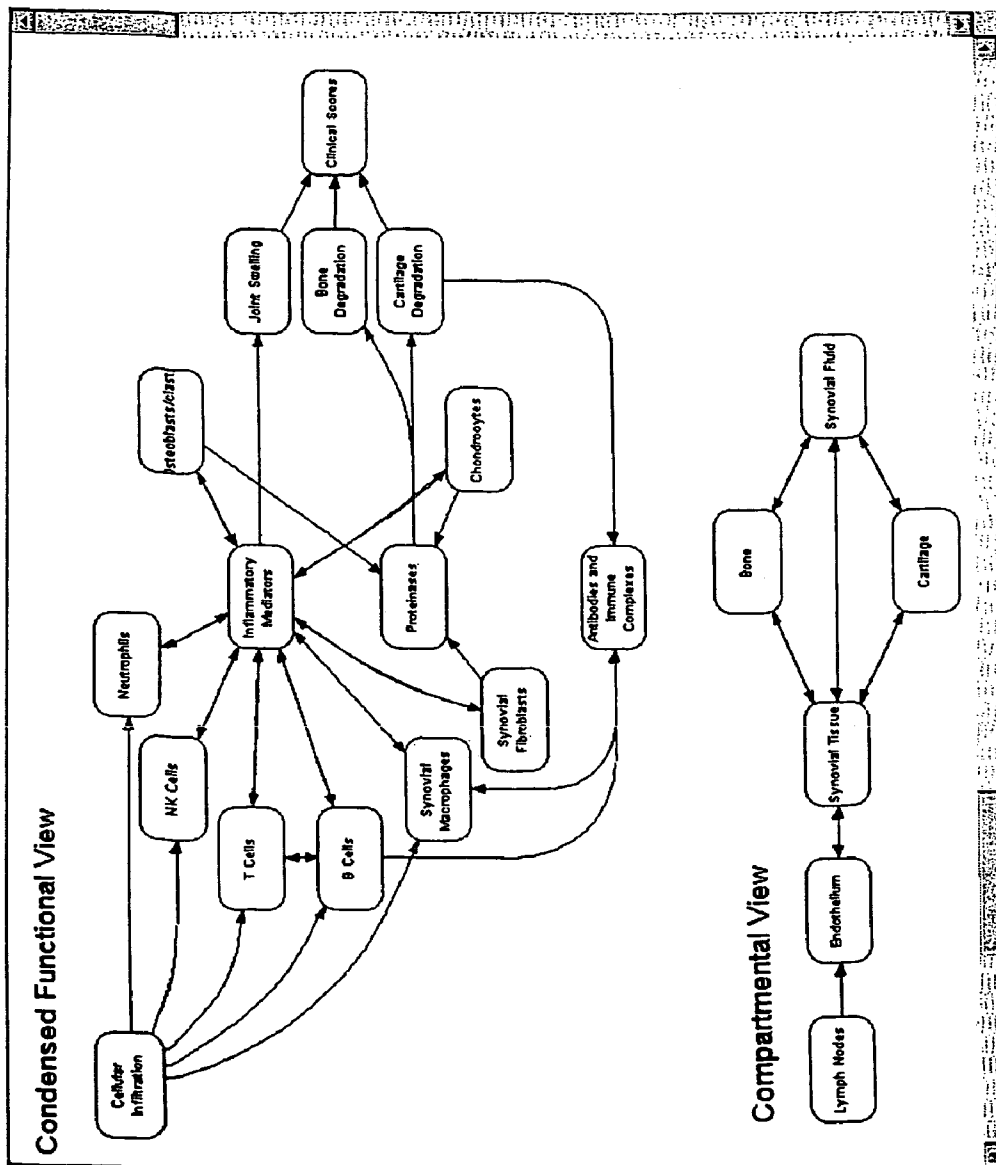 Condensed Functional View
Cellular
Infiltration
Neutrophils
NK Cells
T Cells
B Cells
Synovial
Macrophages
Synovial
Fibroblasts
Inflammatory
Mediators
Proteinases
Antibodies and
Immune
Complexes
Osteoblasts/clast
Chondrocytes
Joint Swelling
Bone
Degradation
Cartilage
Degradation
Clinical Scores
Compartmental View
Lymph Nodes
Endothelium
Synovial Tissue
Bone
Cartilage
Synovial Fluid